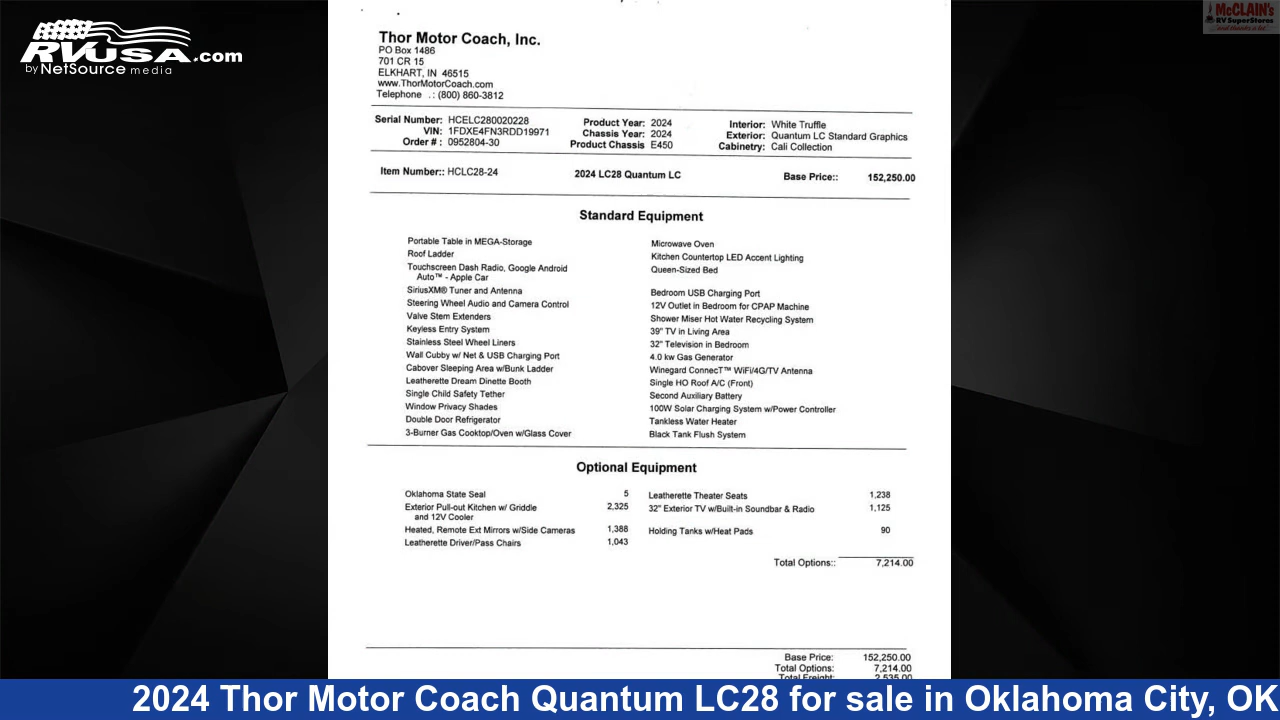 RVUSA.com
by NetSource media
McCLAIN's
RV SuperStores
Thor Motor Coach, Inc.
PO Box 1486
701 CR 15
ELKHART, IN 46515
www.ThorMotorCoach.com
Telephone .: (800) 860-3812
Serial Number: HCELC280020228 Product Year: 2024 Interior: White Truffle
VIN: 1FDXE4FN3RDD19971 Chassis Year: 2024 Exterior: Quantum LC Standard Graphics
Order # : 0952804-30 Product Chassis E450 Cabinetry: Cali Collection
Item Number:: HCLC28-24 2024 LC28 Quantum LC Base Price:: 152,250.00
Standard Equipment
Portable Table in MEGA-Storage Microwave Oven
Roof Ladder Kitchen Countertop LED Accent Lighting
Touchscreen Dash Radio, Google Android Queen-Sized Bed
Auto™ - Apple Car
SiriusXM® Tuner and Antenna Bedroom USB Charging Port
Steering Wheel Audio and Camera Control 12V Outlet in Bedroom for CPAP Machine
Valve Stem Extenders Shower Miser Hot Water Recycling System
Keyless Entry System 39" TV in Living Area
Stainless Steel Wheel Liners 32" Television in Bedroom
Wall Cubby w/ Net & USB Charging Port 4.0 kw Gas Generator
Cabover Sleeping Area w/Bunk Ladder Winegard ConnecT™ WiFi/4G/TV Antenna
Leatherette Dream Dinette Booth Single HO Roof A/C (Front)
Single Child Safety Tether Second Auxiliary Battery
Window Privacy Shades 100W Solar Charging System w/Power Controller
Double Door Refrigerator Tankless Water Heater
3-Burner Gas Cooktop/Oven w/Glass Cover Black Tank Flush System
Optional Equipment
Oklahoma State Seal 5 Leatherette Theater Seats 1,238
Exterior Pull-out Kitchen w/ Griddle 2,325 32" Exterior TV w/Built-in Soundbar & Radio 1,125
and 12V Cooler
Heated, Remote Ext Mirrors w/Side Cameras 1,388 Holding Tanks w/Heat Pads 90
Leatherette Driver/Pass Chairs 1,043
Total Options:: 7,214.00
Base Price: 152,250.00
Total Options: 7,214.00
Total Freight: 2,535.00
2024 Thor Motor Coach Quantum LC28 for sale in Oklahoma City, OK